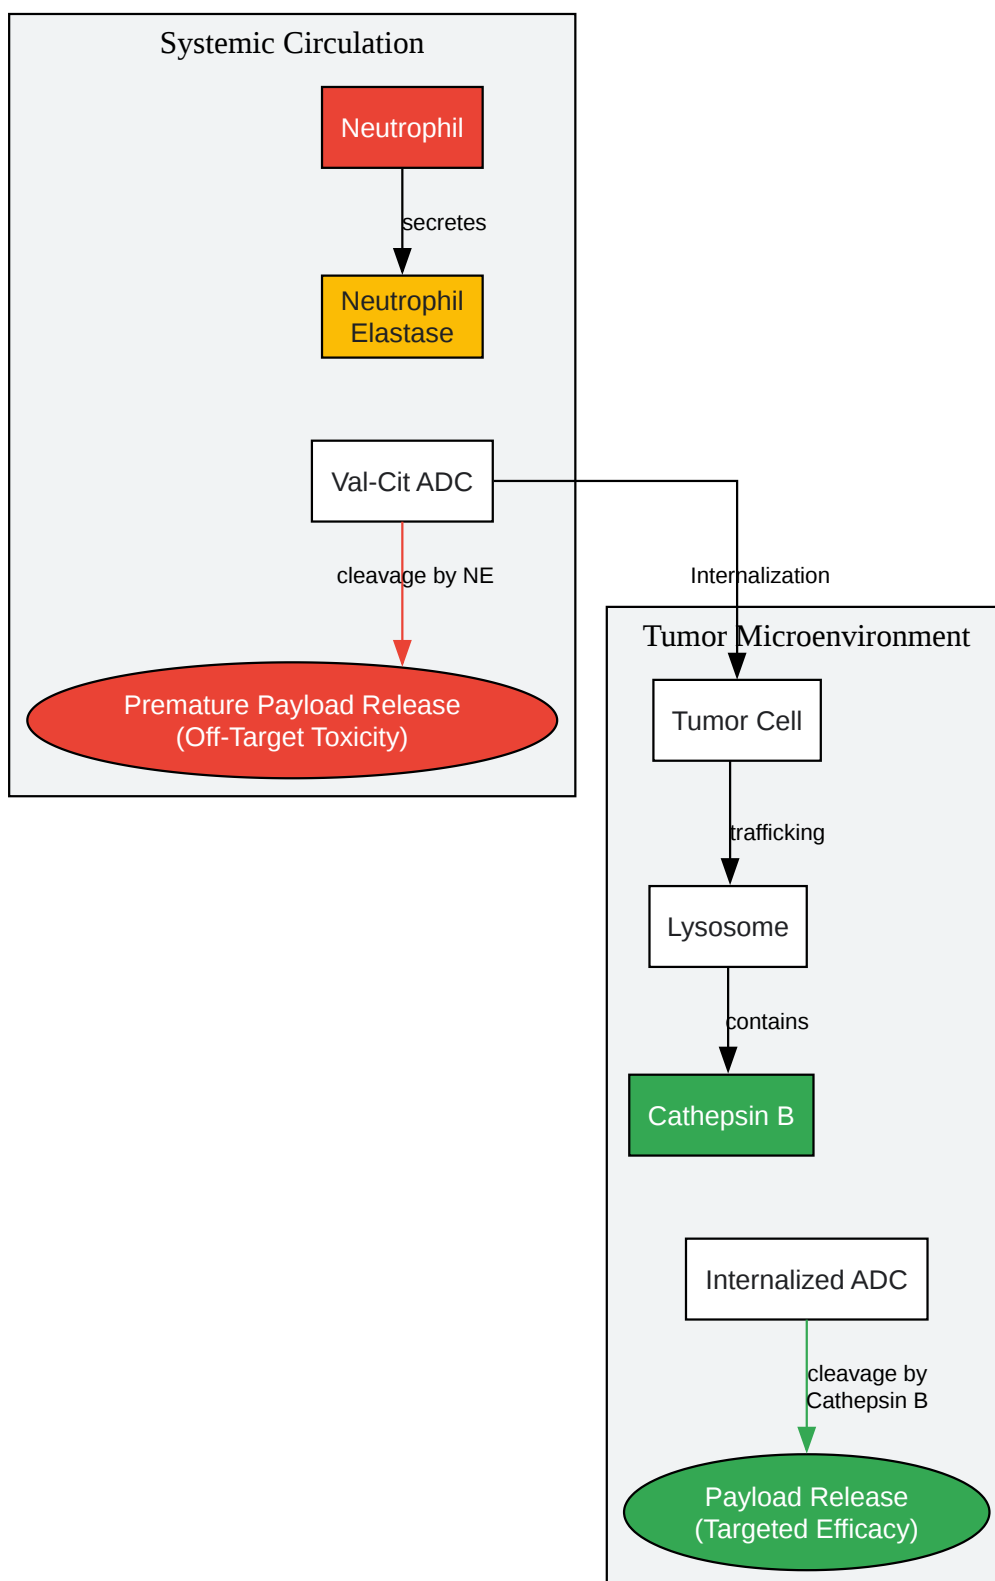 Systemic Circulation
Neutrophil
secretes
Neutrophil
Elastase
Val-Cit ADC
cleavage by NE
Premature Payload Release
(Off-Target Toxicity)
Internalization
Tumor Microenvironment
Tumor Cell
trafficking
Lysosome
contains
Cathepsin B
Internalized ADC
cleavage by
Cathepsin B
Payload Release
(Targeted Efficacy)